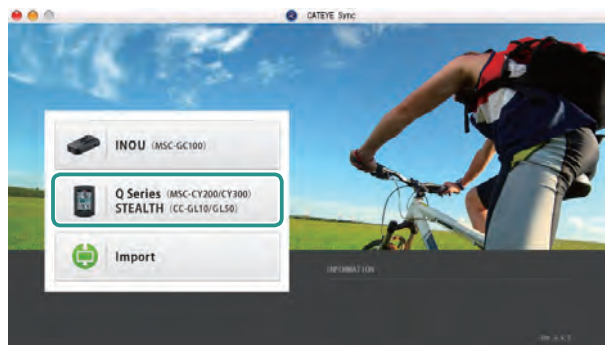 CATEYE Sync
INOU (MSC-GC100)
Q Series (MSC-CY200/CY300)
STEALTH (CC-GL10/GL50)
Import
INFORMATION